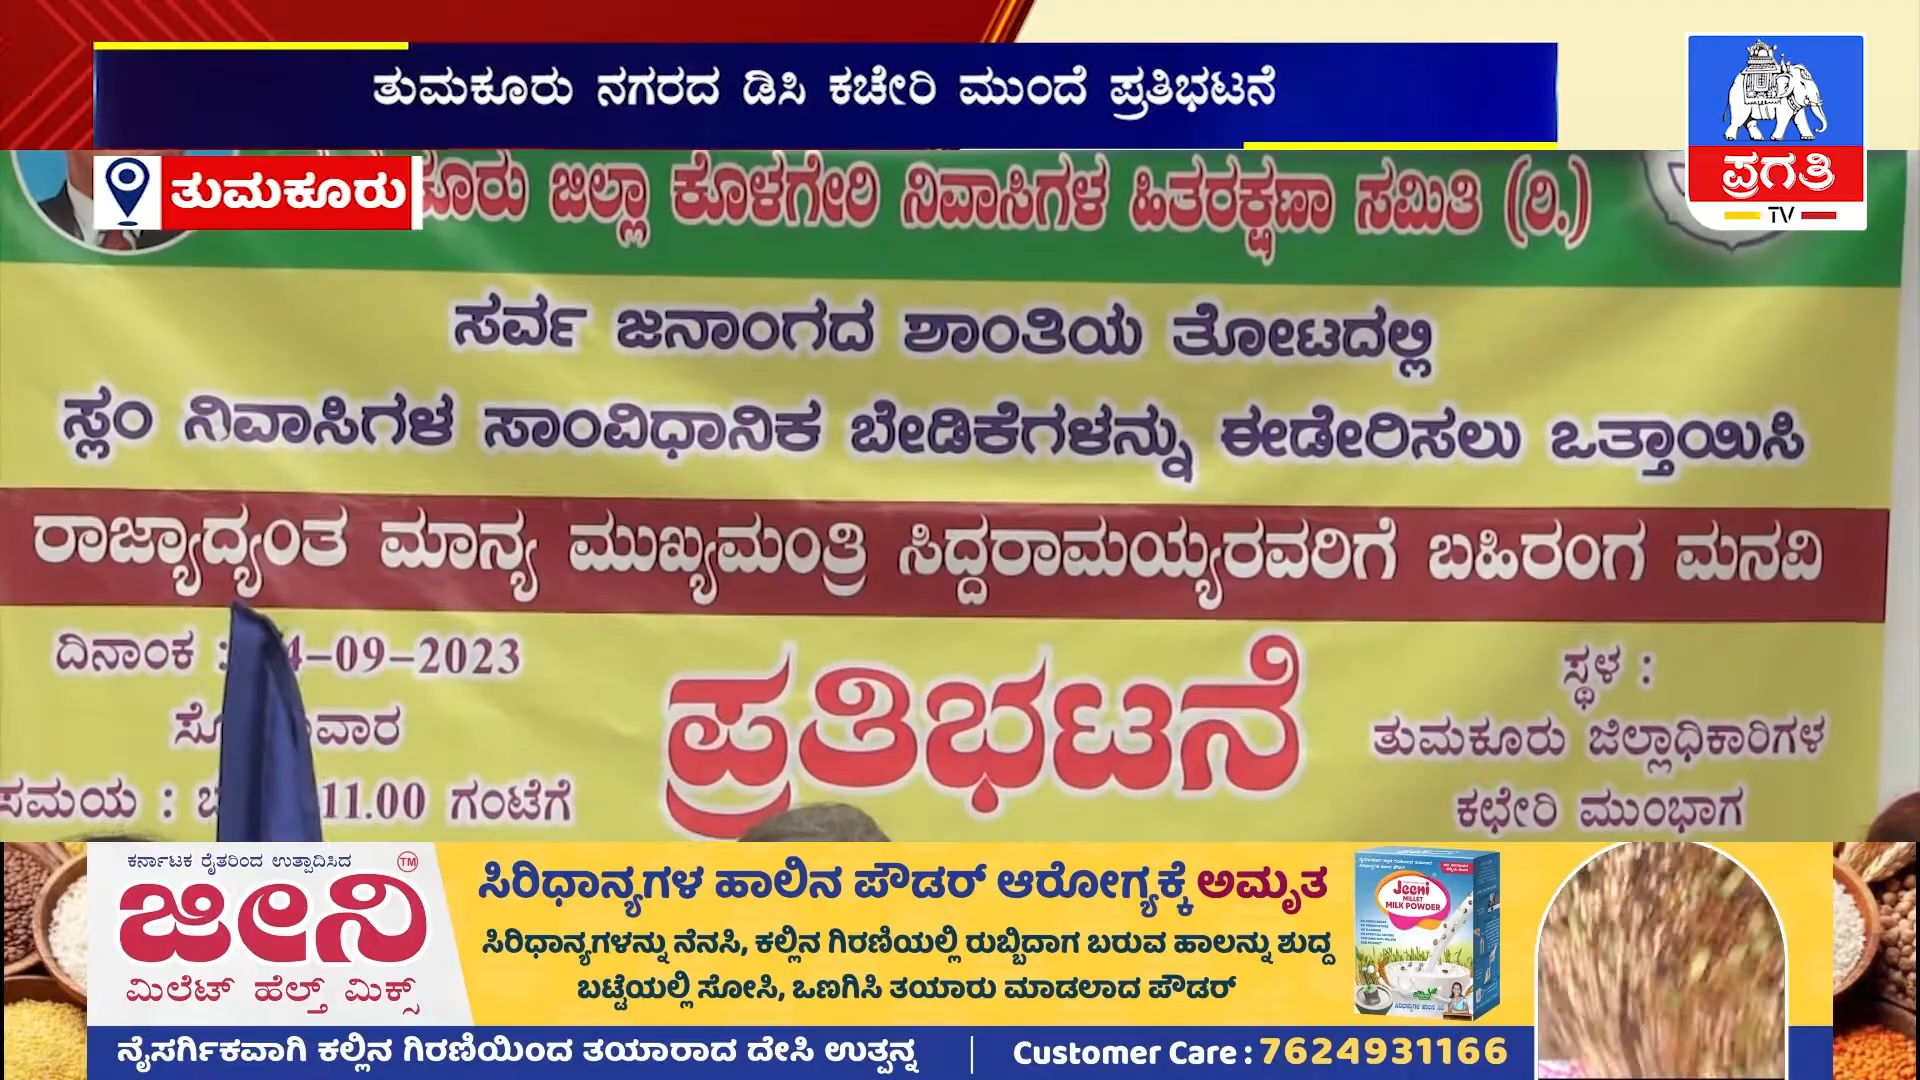 ತುಮಕೂರು ನಗರದ ಡಿಸಿ ಕಚೇರಿ ಮುಂದೆ ಪ್ರತಿಭಟನೆ
ಪ್ರಗತಿ
TV
ತುಮಕೂರು
ಜಿಲ್ಲಾ ಕೊಳಗೇರಿ ನಿವಾಸಿಗಳ ಹಿತರಕ್ಷಣಾ ಸಮಿತಿ (ರಿ.)
ಸರ್ವ ಜನಾಂಗದ ಶಾಂತಿಯ ತೋಟದಲ್ಲಿ
ಸ್ಲಂ ನಿವಾಸಿಗಳ ಸಾಂವಿಧಾನಿಕ ಬೇಡಿಕೆಗಳನ್ನು ಈಡೇರಿಸಲು ಒತ್ತಾಯಿಸಿ
ರಾಜ್ಯಾದ್ಯಂತ ಮಾನ್ಯ ಮುಖ್ಯಮಂತ್ರಿ ಸಿದ್ದರಾಮಯ್ಯರವರಿಗೆ ಬಹಿರಂಗ ಮನವಿ
ದಿನಾಂಕ : 4-09-2023
ಸಮಯ : 11.00 ಗಂಟೆಗೆ
ಪ್ರತಿಭಟನೆ
ಸ್ಥಳ :
ತುಮಕೂರು ಜಿಲ್ಲಾಧಿಕಾರಿಗಳ
ಕಛೇರಿ ಮುಂಭಾಗ
ಕರ್ನಾಟಕ ರೈತರಿಂದ ಉತ್ಪಾದಿಸಿದ
TM
ಜೀನಿ
ಮಿಲೆಟ್ ಹೆಲ್ತ್ ಮಿಕ್ಸ್
ಸಿರಿಧಾನ್ಯಗಳ ಹಾಲಿನ ಪೌಡರ್ ಆರೋಗ್ಯಕ್ಕೆ ಅಮೃತ
ಸಿರಿಧಾನ್ಯಗಳನ್ನು ನೆನಸಿ, ಕಲ್ಲಿನ ಗಿರಣಿಯಲ್ಲಿ ರುಬ್ಬಿದಾಗ ಬರುವ ಹಾಲನ್ನು ಶುದ್ದ
ಬಟ್ಟೆಯಲ್ಲಿ ಸೋಸಿ, ಒಣಗಿಸಿ ತಯಾರು ಮಾಡಲಾದ ಪೌಡರ್
Jeeni
MILLET
MILK POWDER
ನೈಸರ್ಗಿಕವಾಗಿ ಕಲ್ಲಿನ ಗಿರಣಿಯಿಂದ ತಯಾರಾದ ದೇಸಿ ಉತ್ಪನ್ನ | Customer Care : 7624931166